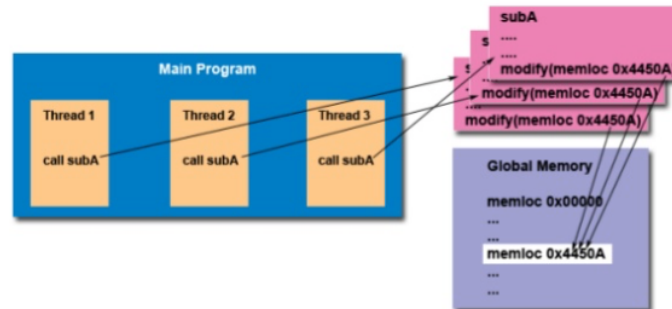 Main Program
Thread 1
call subA
Thread 2
call subA
Thread 3
call subA
subA
....
....
modify(memloc 0x4450A)
s
...
modify(memloc 0x4450A)
s
.
....
modify(memloc 0x4450A)
Global Memory
memloc 0x00000
...
...
memloc 0x4450A
...
...